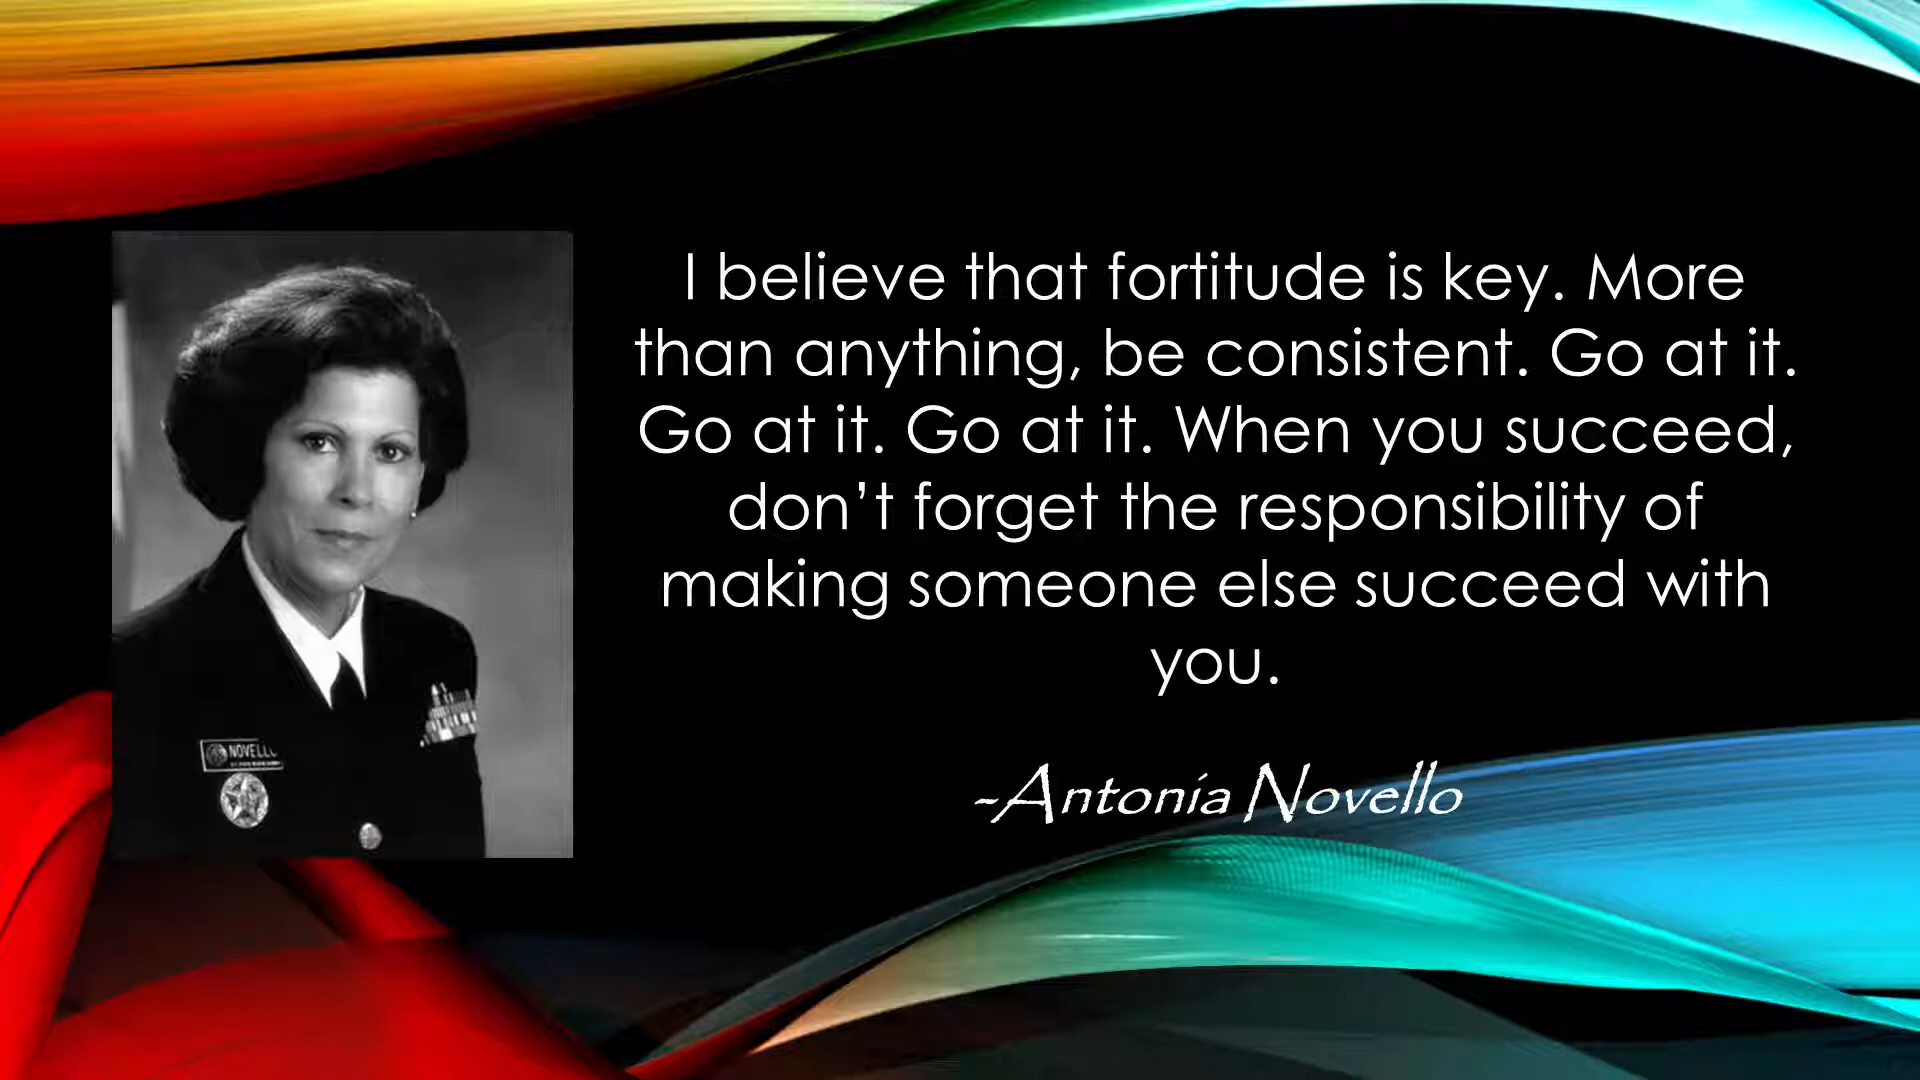 I believe that fortitude is key. More
than anything, be consistent. Go at it.
Go at it. Go at it. When you succeed,
don’t forget the responsibility of
making someone else succeed with
you.
-Antonia Novello
NOVELLO